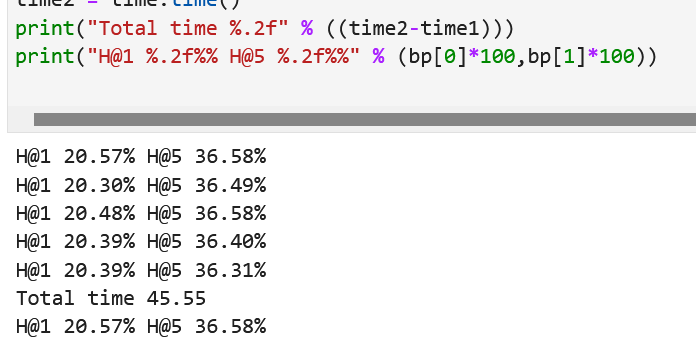 time2 = time.time()
print("Total time %.2f" % ((time2-time1)))
print("H@1 %.2f%% H@5 %.2f%%" % (bp[0]*100,bp[1]*100))
H@1 20.57% H@5 36.58%
H@1 20.30% H@5 36.49%
H@1 20.48% H@5 36.58%
H@1 20.39% H@5 36.40%
H@1 20.39% H@5 36.31%
Total time 45.55
H@1 20.57% H@5 36.58%